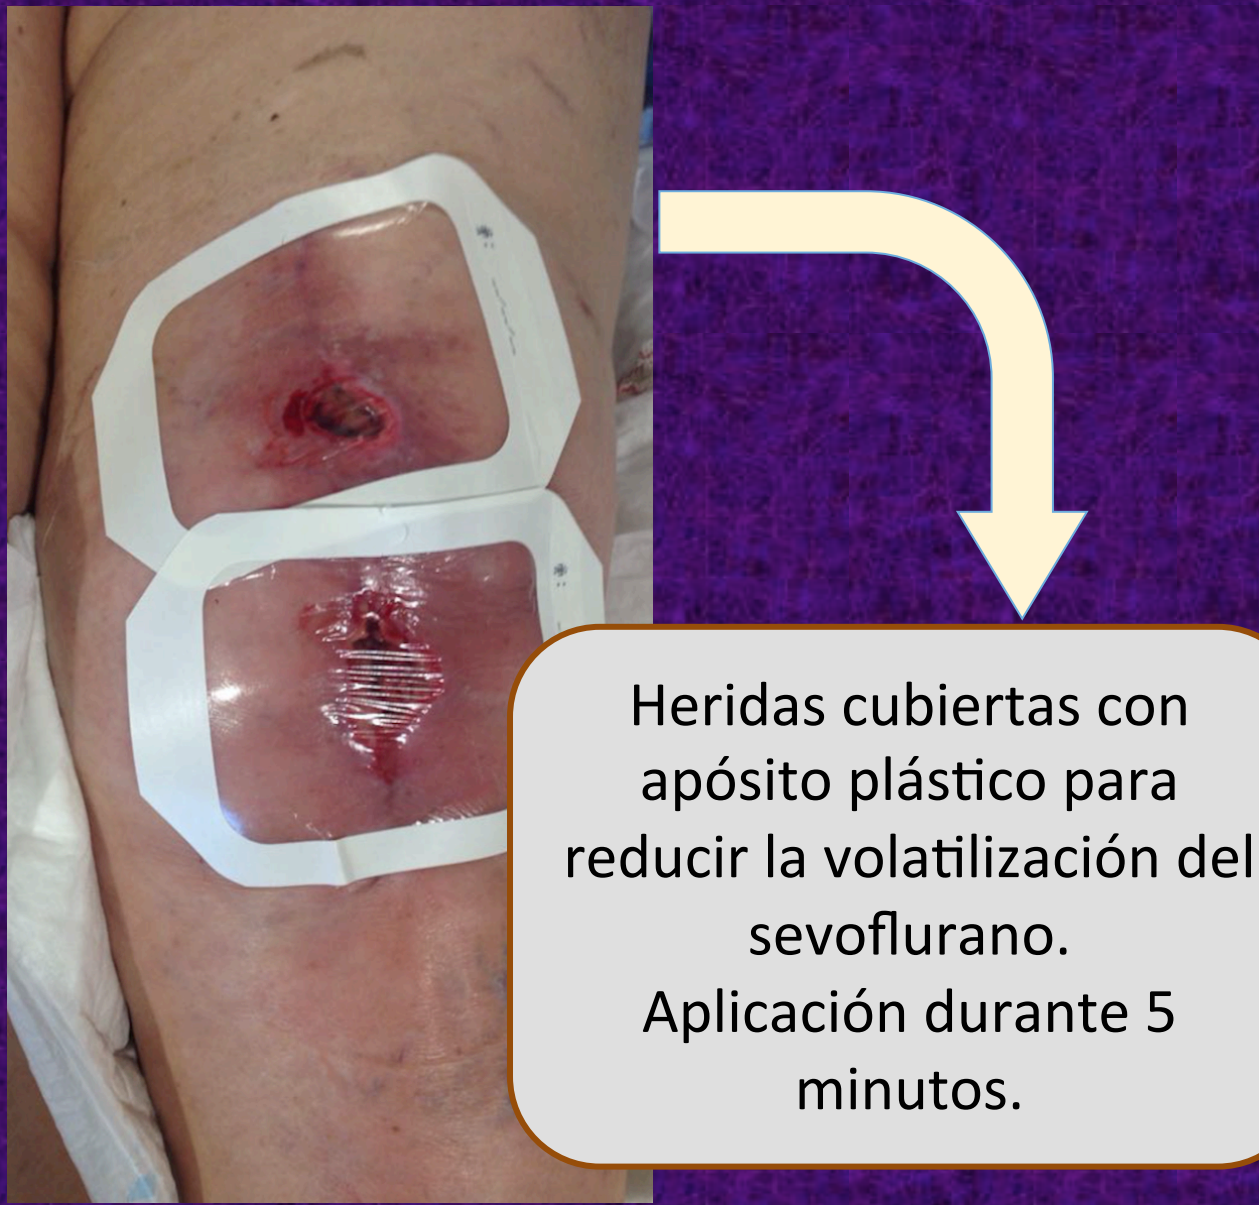 Heridas cubiertas con
apósito plástico para
reducir la volatilización del
sevoflurano.
Aplicación durante 5
minutos.